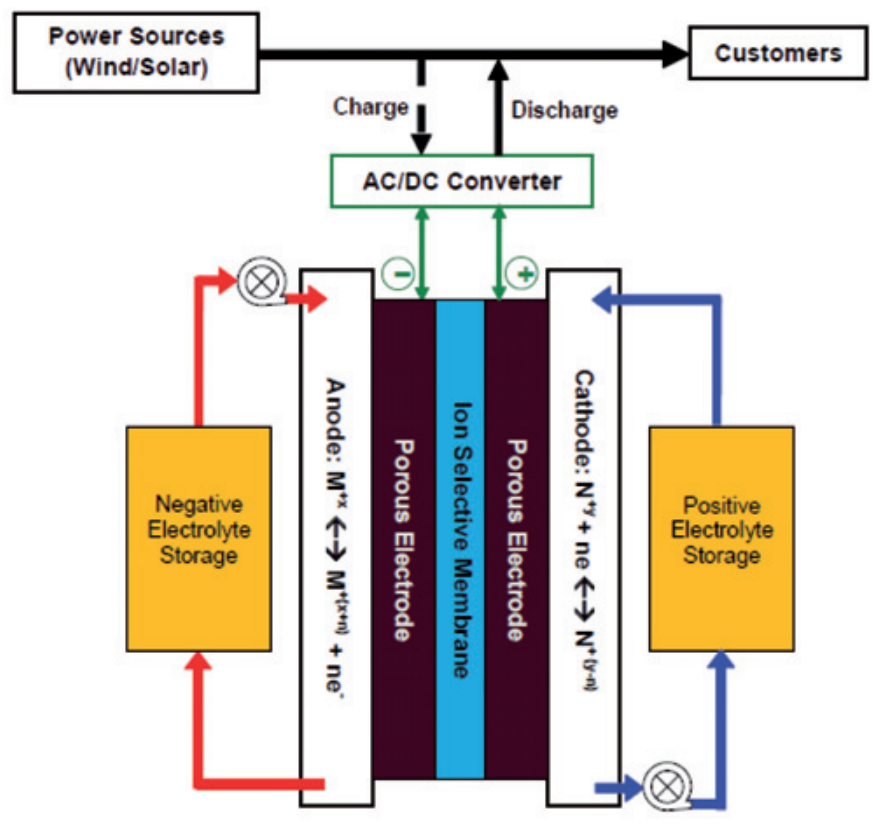 Power Sources
(Wind/Solar)
Customers
Charge
Discharge
AC/DC Converter
−
+
Anode: M⁺ˣ ↔ M⁺⁽ˣ⁺ⁿ⁾ + ne⁻
Porous Electrode
Ion Selective Membrane
Porous Electrode
Cathode: N⁺ʸ + ne ↔ N⁺⁽ʸ⁻ⁿ⁾
Negative
Electrolyte
Storage
Positive
Electrolyte
Storage